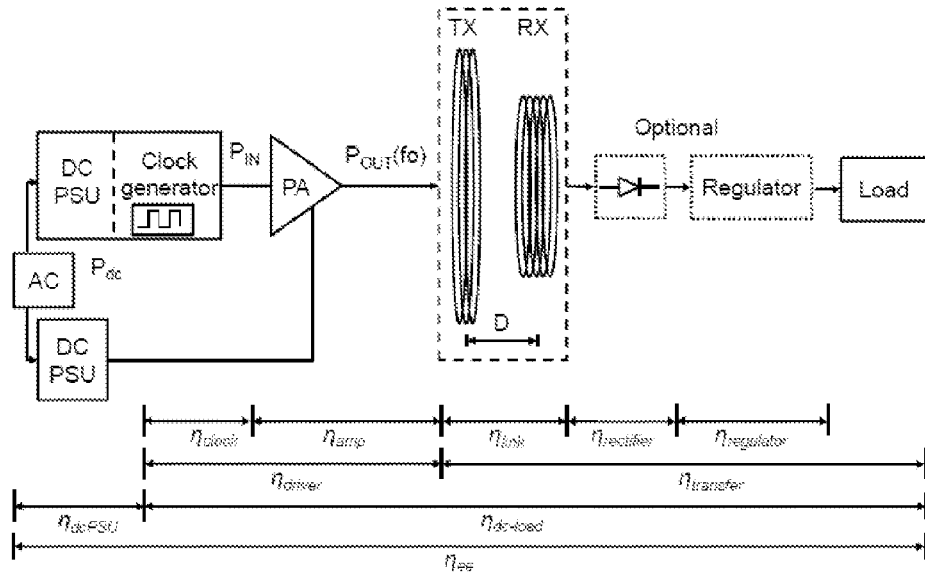 TX RX
Optional
DC PSU
Clock generator
P_IN
PA
P_OUT(fo)
Regulator
Load
AC
P_dc
D
DC PSU
η_clock η_amp η_link η_rectifier η_regulator
η_driver η_transfer
η_dcPSU η_dc-load
η_ee